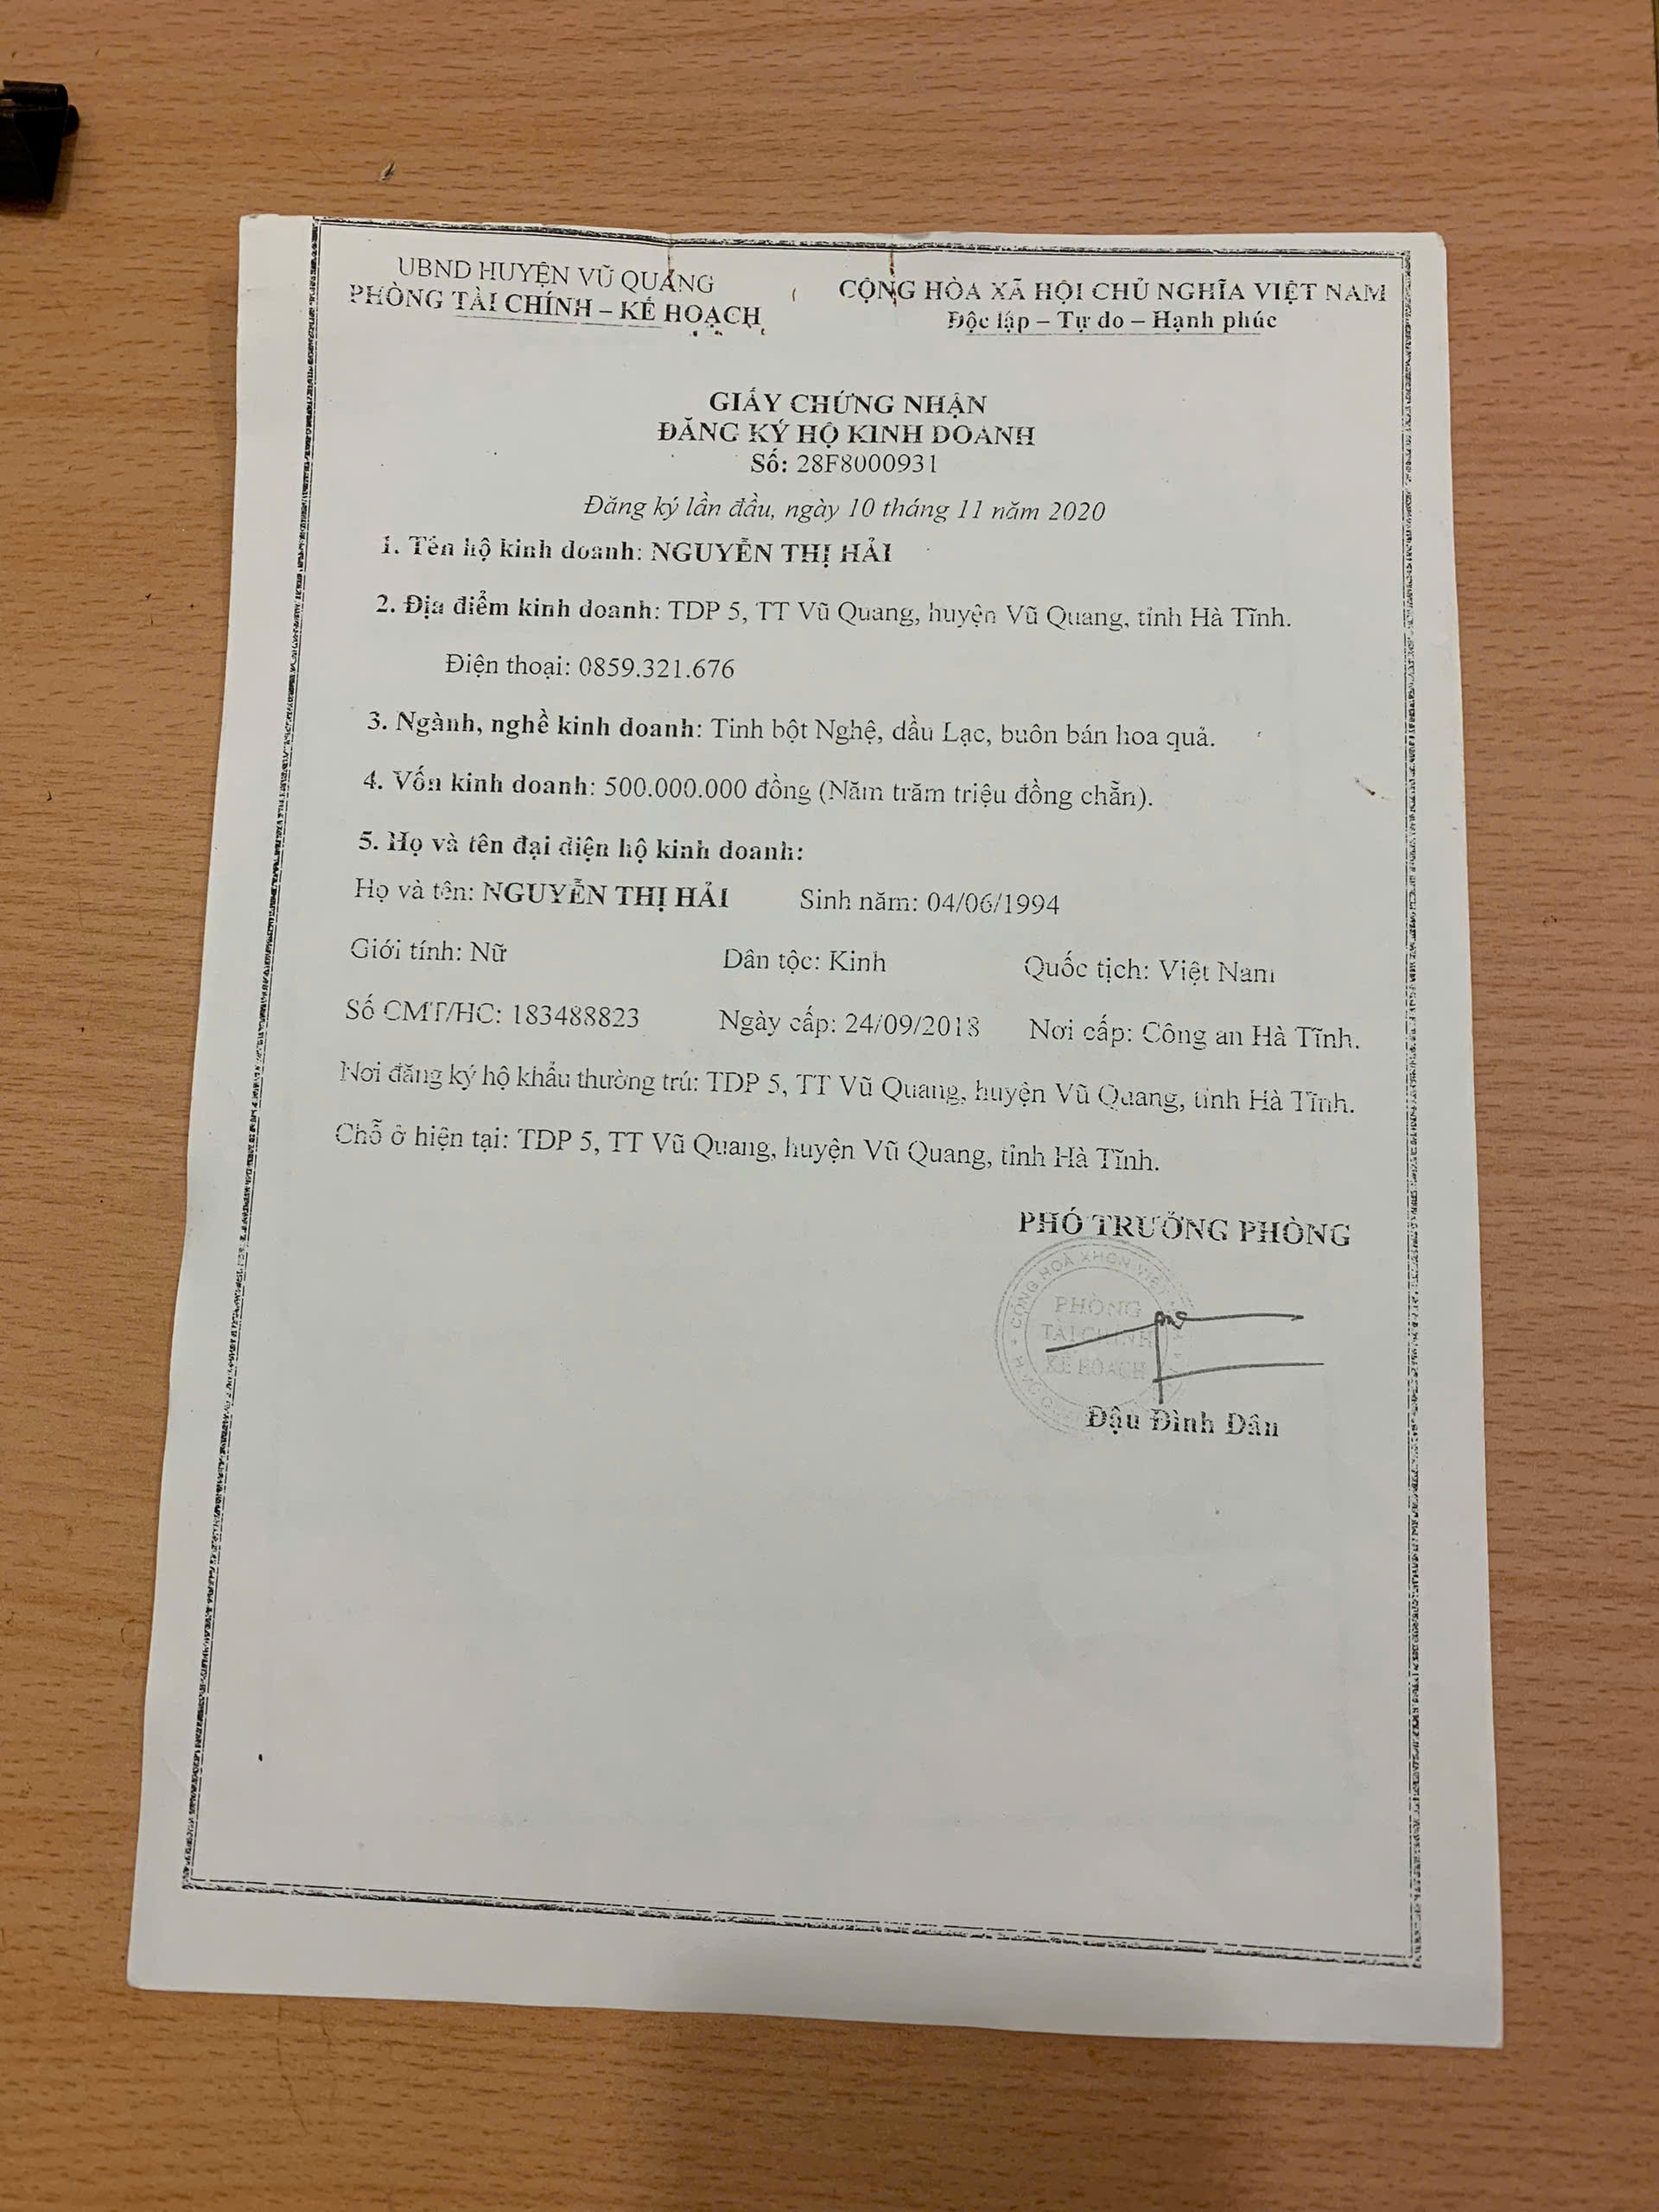 UBND HUYỆN VŨ QUANG
PHÒNG TÀI CHÍNH – KẾ HOẠCH
CỘNG HÒA XÃ HỘI CHỦ NGHĨA VIỆT NAM
Độc lập – Tự do – Hạnh phúc
GIẤY CHỨNG NHẬN
ĐĂNG KÝ HỘ KINH DOANH
Số: 28F8000931
Đăng ký lần đầu, ngày 10 tháng 11 năm 2020
1. Tên hộ kinh doanh: NGUYỄN THỊ HẢI
2. Địa điểm kinh doanh: TDP 5, TT Vũ Quang, huyện Vũ Quang, tỉnh Hà Tĩnh.
Điện thoại: 0859.321.676
3. Ngành, nghề kinh doanh: Tinh bột Nghệ, dầu Lạc, buôn bán hoa quả.
4. Vốn kinh doanh: 500.000.000 đồng (Năm trăm triệu đồng chẵn).
5. Họ và tên đại diện hộ kinh doanh:
Họ và tên: NGUYỄN THỊ HẢI Sinh năm: 04/06/1994
Giới tính: Nữ Dân tộc: Kinh Quốc tịch: Việt Nam
Số CMT/HC: 183488823 Ngày cấp: 24/09/2018 Nơi cấp: Công an Hà Tĩnh.
Nơi đăng ký hộ khẩu thường trú: TDP 5, TT Vũ Quang, huyện Vũ Quang, tỉnh Hà Tĩnh.
Chỗ ở hiện tại: TDP 5, TT Vũ Quang, huyện Vũ Quang, tỉnh Hà Tĩnh.
PHÓ TRƯỞNG PHÒNG
CỘNG HOÀ XHCN VIỆT
PHÒNG
TÀI CHÍNH
KẾ HOẠCH
Đậu Đình Dân